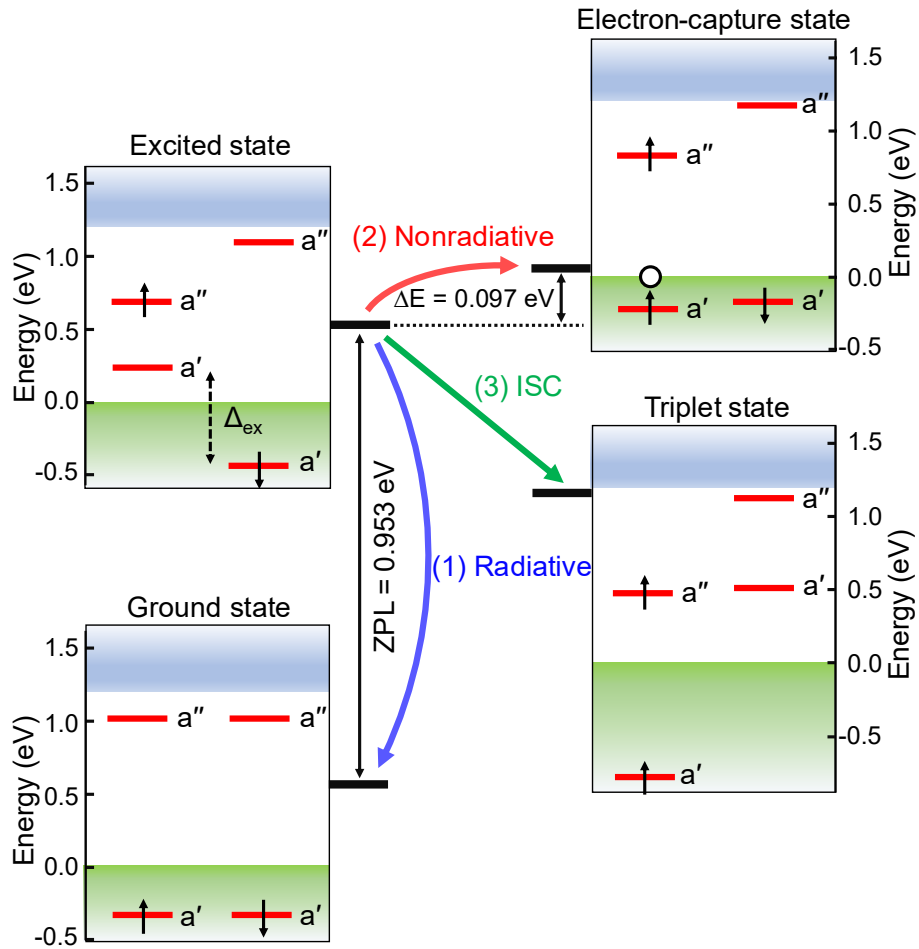 Electron-capture state
1.5
1.0
0.0
-0.5
Energy (eV)
a″
a″
a′
a′
Excited state
1.5
1.0
0.5
0.0
-0.5
Energy (eV)
a″
a″
a′
Δex
a′
(2) Nonradiative
ΔE = 0.097 eV
(3) ISC
ZPL = 0.953 eV
(1) Radiative
Triplet state
1.5
1.0
0.5
0.0
-0.5
Energy (eV)
a″
a″
a′
a′
Ground state
1.5
1.0
0.5
0.0
-0.5
Energy (eV)
a″
a″
a′
a′